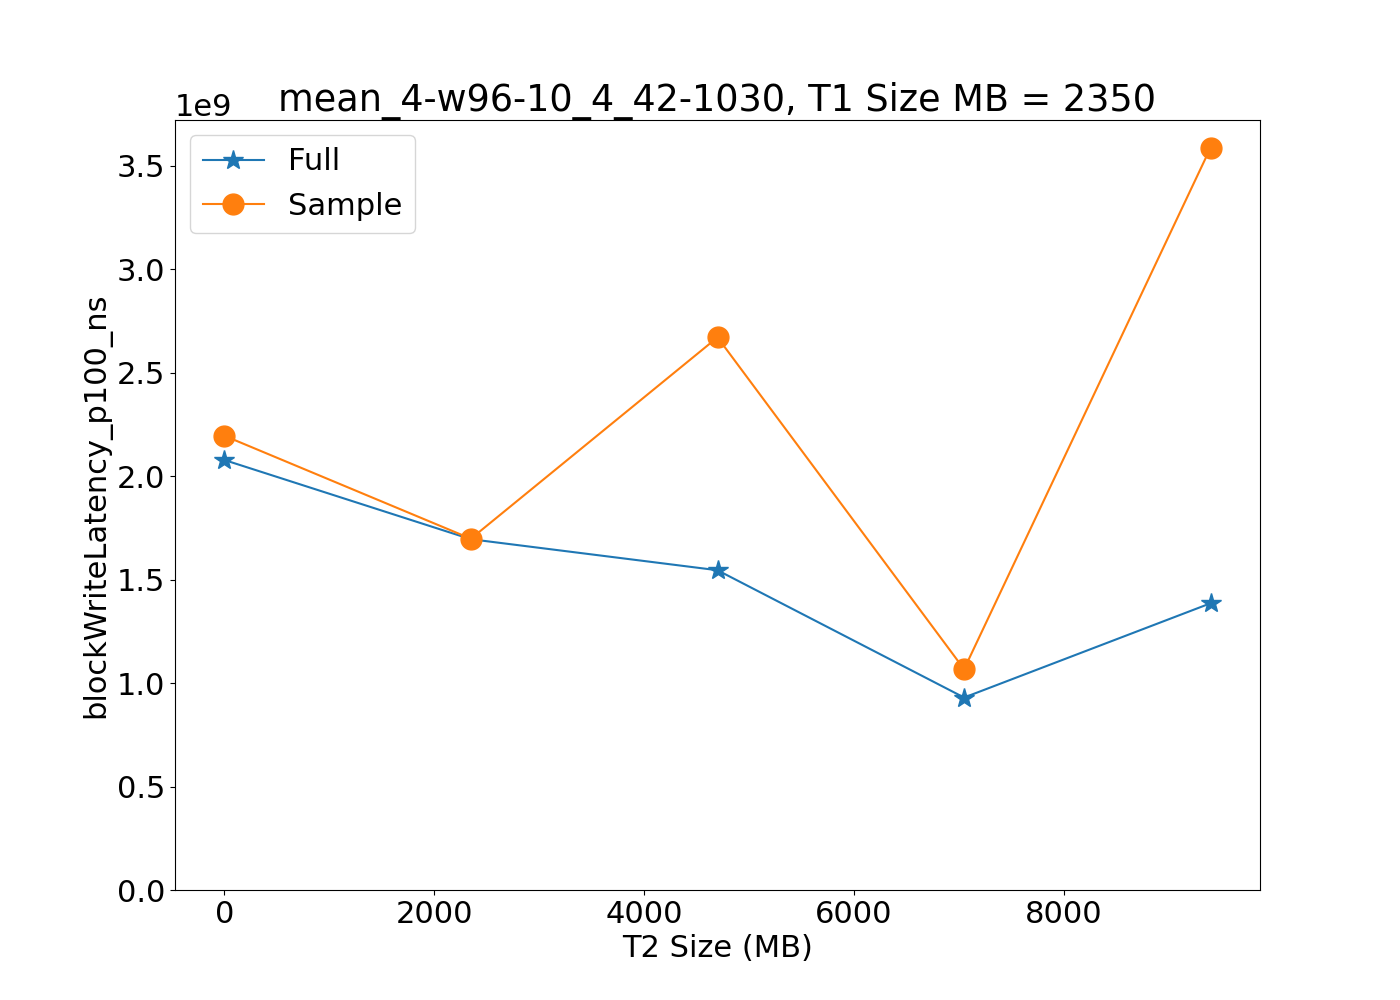 mean_4-w96-10_4_42-1030, T1 Size MB = 2350
1e9
Full
Sample
3.5
3.0
2.5
2.0
1.5
1.0
0.5
0.0
blockWriteLatency_p100_ns
0 2000 4000 6000 8000
T2 Size (MB)